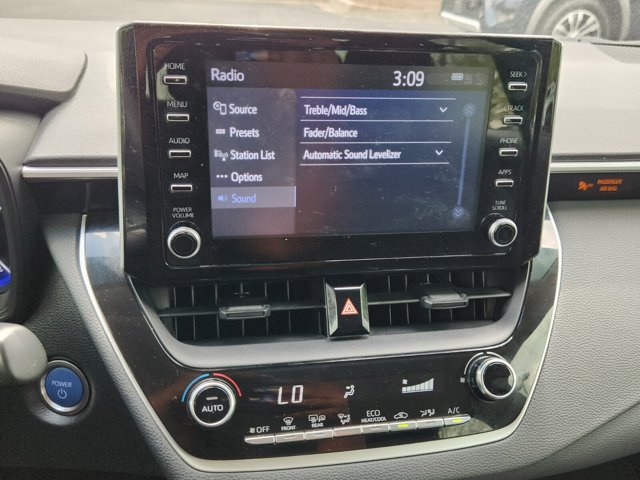 HOME
MENU
AUDIO
MAP
POWER
VOLUME
Radio
3:09
Source
Presets
Station List
Options
Sound
Treble/Mid/Bass
Fader/Balance
Automatic Sound Levelizer
SEEK >
< TRACK
PHONE
APPS
TUNE
SCROLL
OFF
PASSENGER
AIR BAG
POWER
AUTO
LO
OFF
FRONT
REAR
ECO
HEAT/COOL
A/C